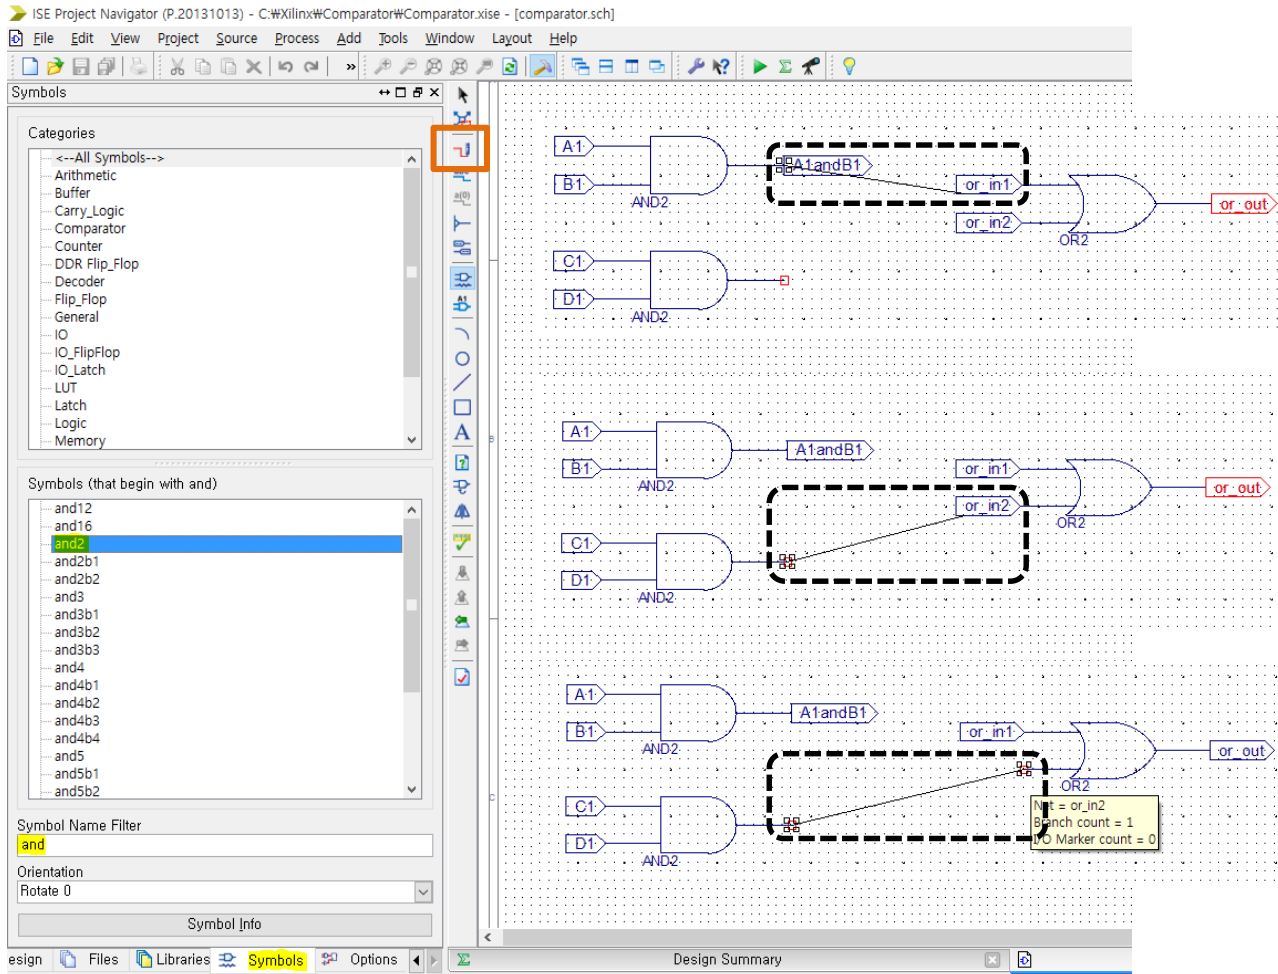 ISE Project Navigator (P.20131013) - C:₩Xilinx₩Comparator₩Comparator.xise - [comparator.sch]
File Edit View Project Source Process Add Tools Window Layout Help
Symbols
Categories
<--All Symbols-->
Arithmetic
Buffer
Carry_Logic
Comparator
Counter
DDR Flip_Flop
Decoder
Flip_Flop
General
IO
IO_FlipFlop
IO_Latch
LUT
Latch
Logic
Memory
Symbols (that begin with and)
and12
and16
and2
and2b1
and2b2
and3
and3b1
and3b2
and3b3
and4
and4b1
and4b2
and4b3
and4b4
and5
and5b1
and5b2
Symbol Name Filter
and
Orientation
Rotate 0
Symbol Info
esign Files Libraries Symbols Options
A1
B1
AND2
A1andB1
or_in1
or_in2
OR2
or_out
C1
D1
AND2
A1
B1
AND2
A1andB1
or_in1
or_in2
OR2
or_out
C1
D1
AND2
A1
B1
AND2
A1andB1
or_in1
OR2
or_out
Net = or_in2
Branch count = 1
I/O Marker count = 0
C1
D1
AND2
Design Summary